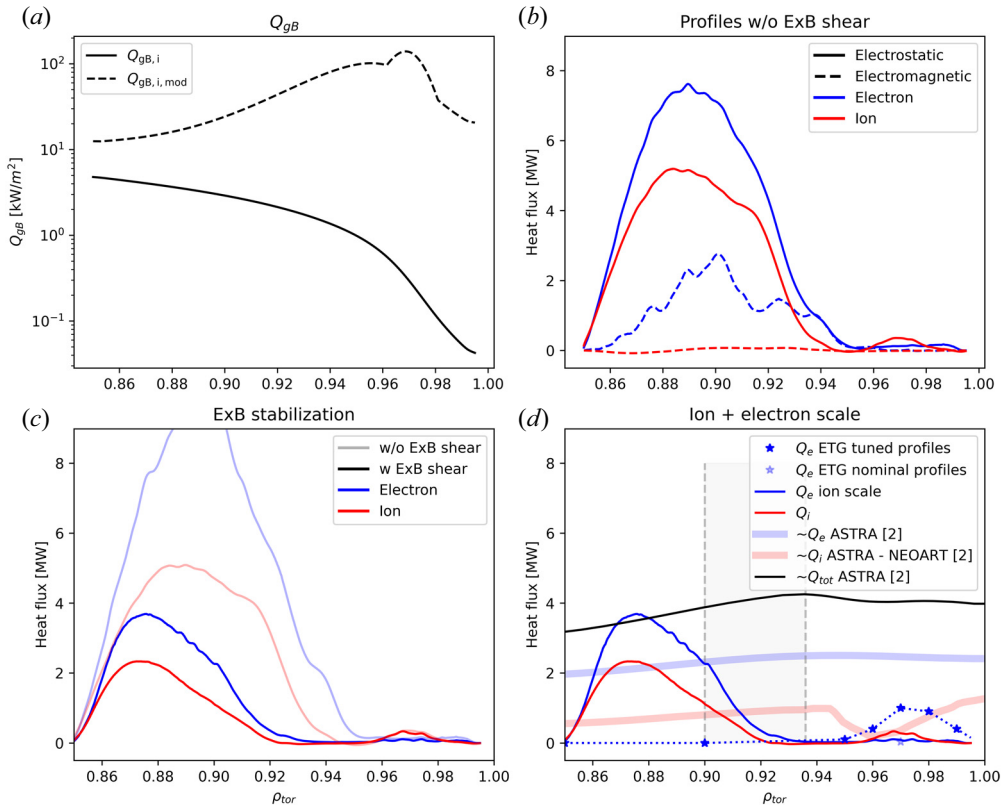 (a)
Q_gB
Q_gB,i
Q_gB,i,mod
Q_gB [kW/m²]
10²
10¹
10⁰
10⁻¹
0.86 0.88 0.90 0.92 0.94 0.96 0.98 1.00
(b)
Profiles w/o ExB shear
Electrostatic
Electromagnetic
Electron
Ion
Heat flux [MW]
8
6
4
2
0
0.86 0.88 0.90 0.92 0.94 0.96 0.98 1.00
(c)
ExB stabilization
w/o ExB shear
w ExB shear
Electron
Ion
Heat flux [MW]
8
6
4
2
0
0.86 0.88 0.90 0.92 0.94 0.96 0.98 1.00
ρ_tor
(d)
Ion + electron scale
Q_e ETG tuned profiles
Q_e ETG nominal profiles
Q_e ion scale
Q_i
~Q_e ASTRA [2]
~Q_i ASTRA - NEOART [2]
~Q_tot ASTRA [2]
Heat flux [MW]
8
6
4
2
0
0.86 0.88 0.90 0.92 0.94 0.96 0.98 1.00
ρ_tor